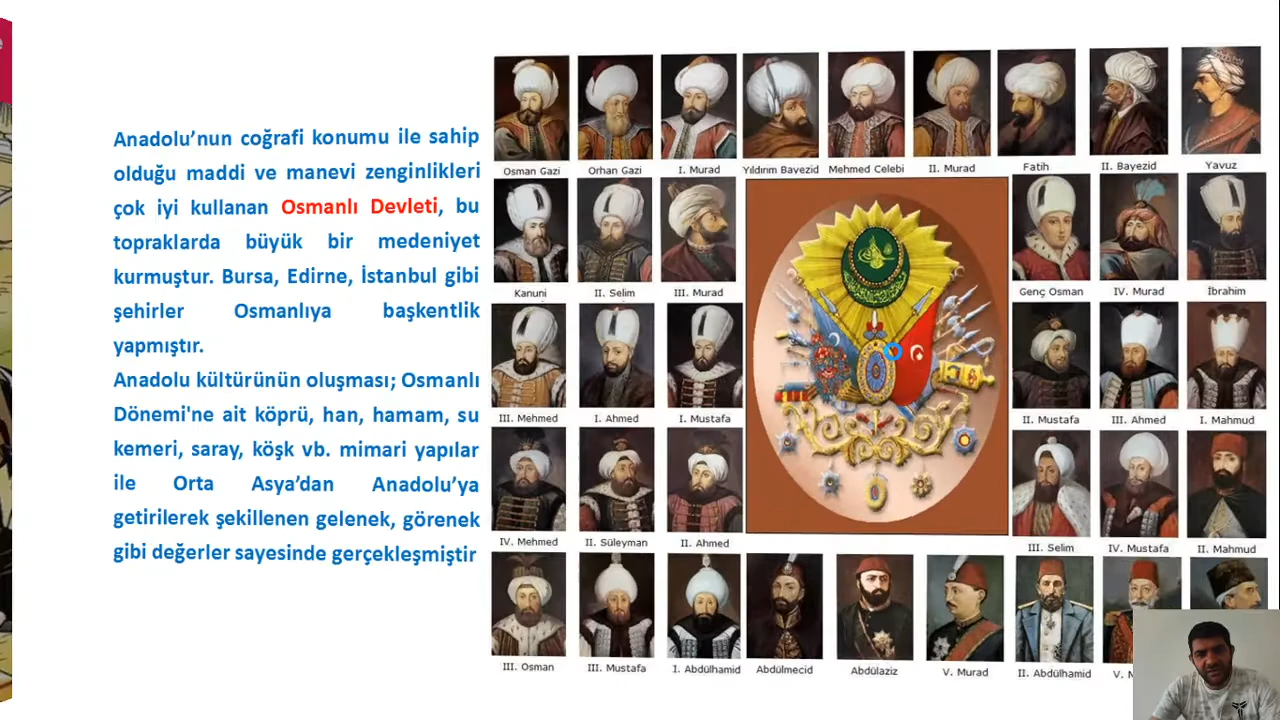 Anadolu’nun coğrafi konumu ile sahip
olduğu maddi ve manevi zenginlikleri
çok iyi kullanan Osmanlı Devleti, bu
topraklarda büyük bir medeniyet
kurmuştur. Bursa, Edirne, İstanbul gibi
şehirler Osmanlıya başkentlik
yapmıştır.
Anadolu kültürünün oluşması; Osmanlı
Dönemi'ne ait köprü, han, hamam, su
kemeri, saray, köşk vb. mimari yapılar
ile Orta Asya’dan Anadolu’ya
getirilerek şekillenen gelenek, görenek
gibi değerler sayesinde gerçekleşmiştir
Osman Gazi Orhan Gazi I. Murad Yıldırım Bayezid Mehmed Celebi II. Murad Fatih II. Bayezid Yavuz
Kanuni II. Selim III. Murad Genç Osman IV. Murad İbrahim
III. Mehmed I. Ahmed I. Mustafa II. Mustafa III. Ahmed I. Mahmud
IV. Mehmed II. Süleyman II. Ahmed III. Selim IV. Mustafa II. Mahmud
III. Osman III. Mustafa I. Abdülhamid Abdülmecid Abdülaziz V. Murad II. Abdülhamid V.